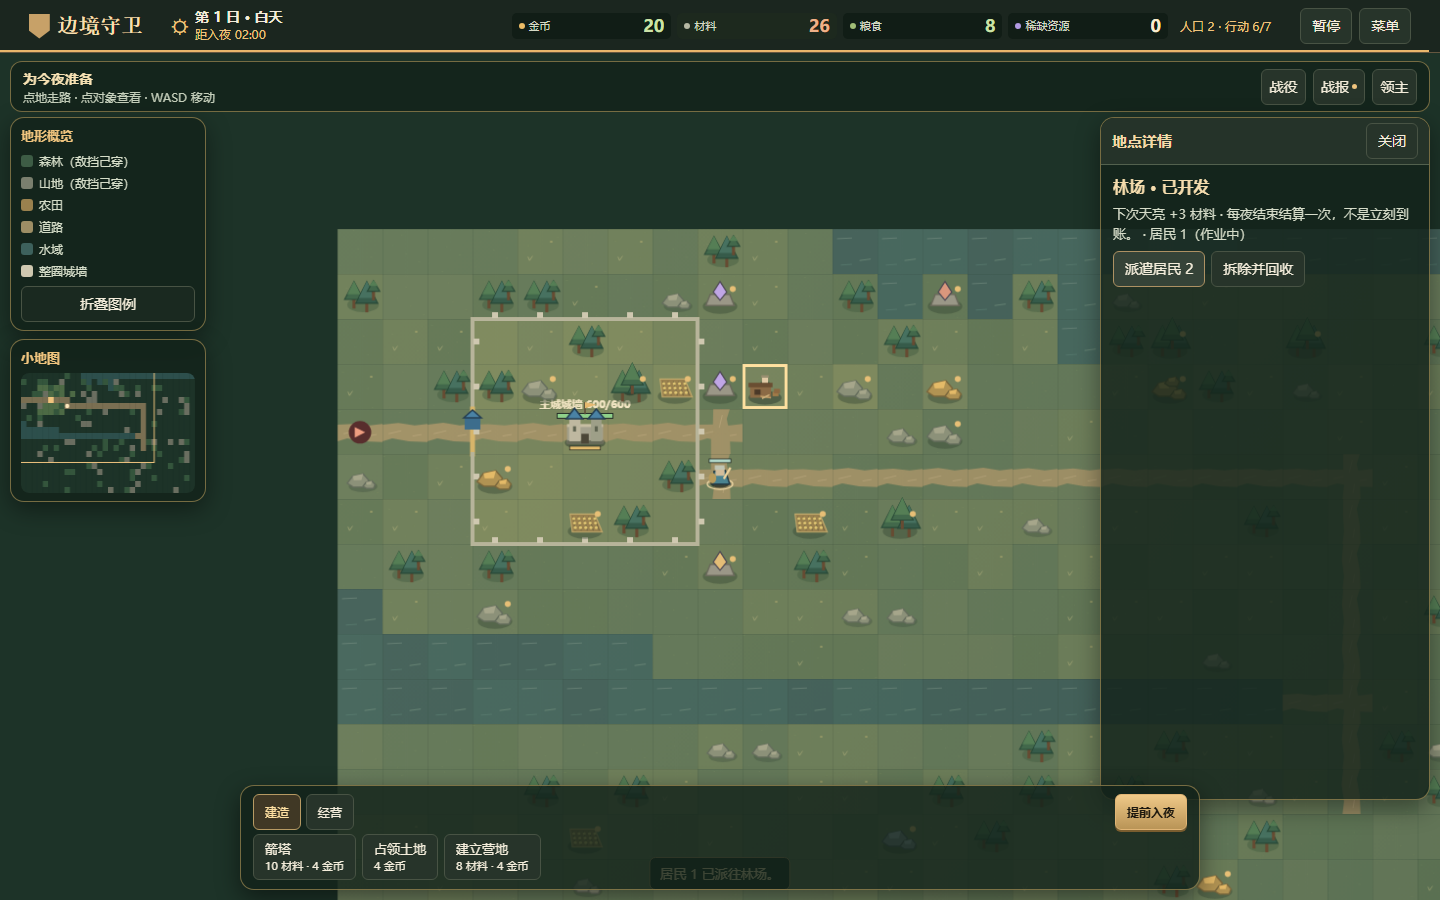 边境守卫
第 1 日 • 白天
距入夜 02:00
金币 20
材料 26
粮食 8
稀缺资源 0
人口 2 · 行动 6/7
暂停
菜单
为今夜准备
点地走路 · 点对象查看 · WASD 移动
战役
战报
领主
地形概览
森林（敌挡己穿）
山地（敌挡己穿）
农田
道路
水域
整圈城墙
折叠图例
小地图
主城城墙 600/600
地点详情
关闭
林场 • 已开发
下次天亮 +3 材料 · 每夜结束结算一次，不是立刻到
账。 · 居民 1（作业中）
派遣居民 2
拆除并回收
建造
经营
提前入夜
箭塔
10 材料 · 4 金币
占领土地
4 金币
建立营地
8 材料 · 4 金币
居民 1 已派往林场。